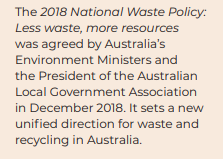 The 2018 National Waste Policy:
Less waste, more resources
was agreed by Australia’s
Environment Ministers and
the President of the Australian
Local Government Association
in December 2018. It sets a new
unified direction for waste and
recycling in Australia.